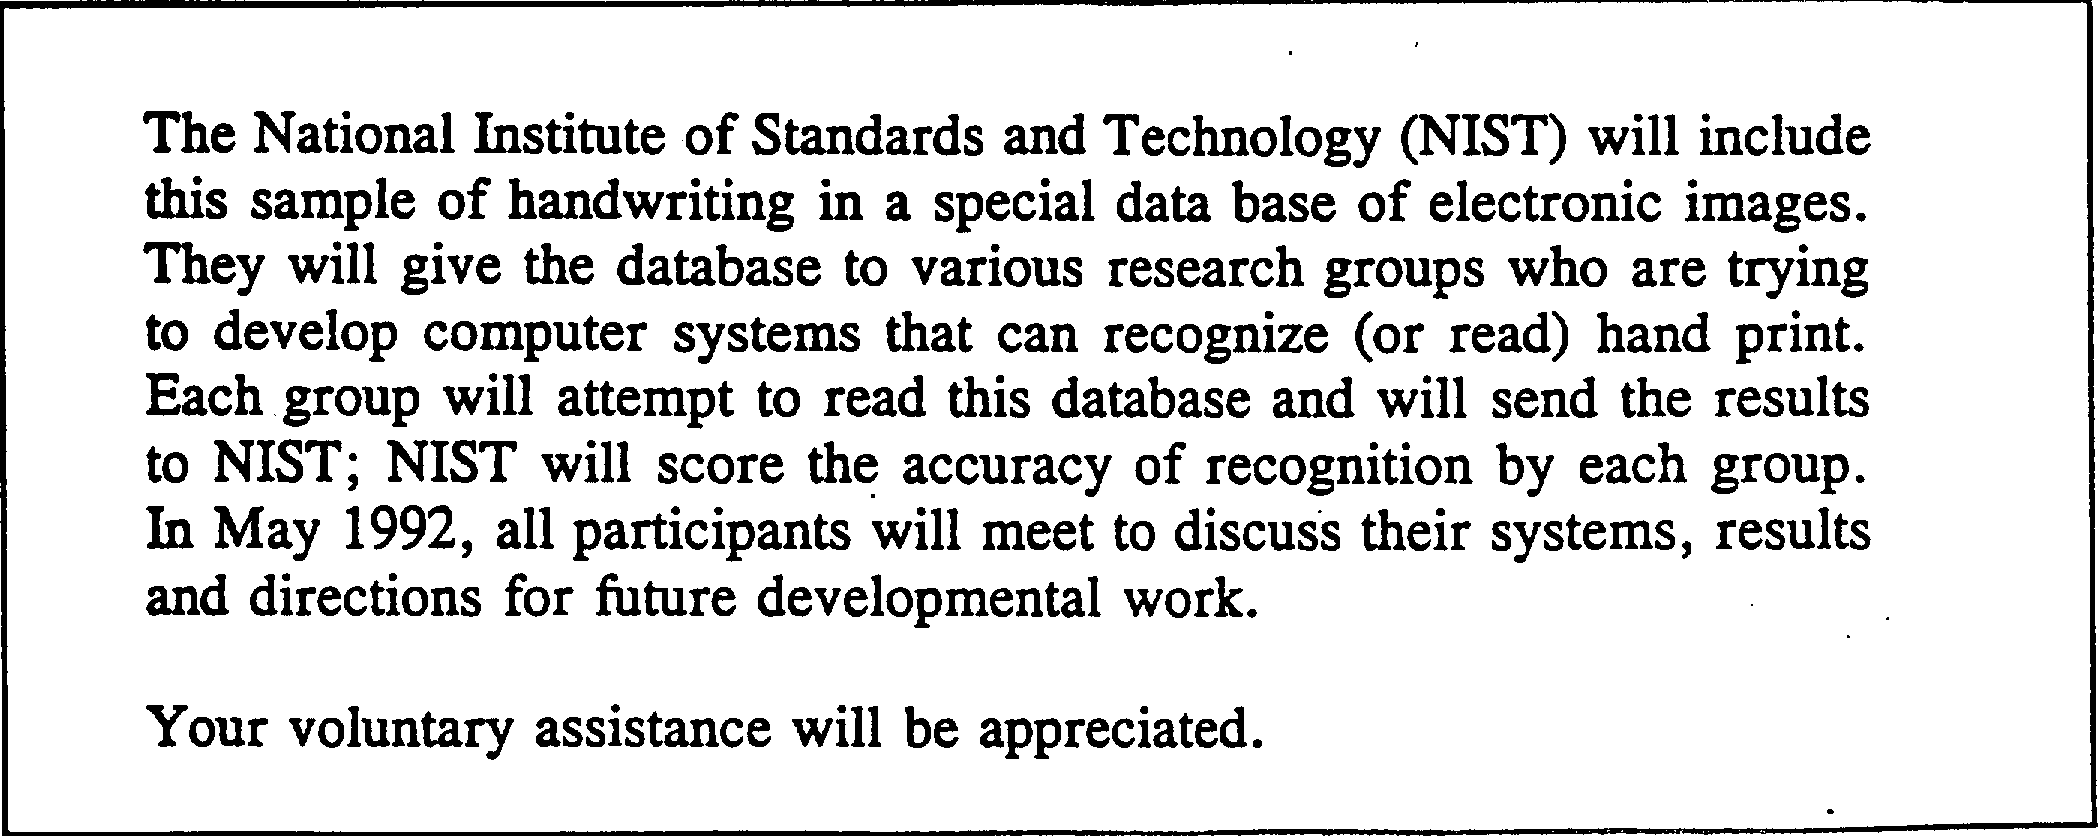 The National Institute of Standards and Technology (NIST) will include
this sample of handwriting in a special data base of electronic images.
They will give the database to various research groups who are trying
to develop computer systems that can recognize (or read) hand print.
Each group will attempt to read this database and will send the results
to NIST; NIST will score the accuracy of recognition by each group.
In May 1992, all participants will meet to discuss their systems, results
and directions for future developmental work.

Your voluntary assistance will be appreciated.